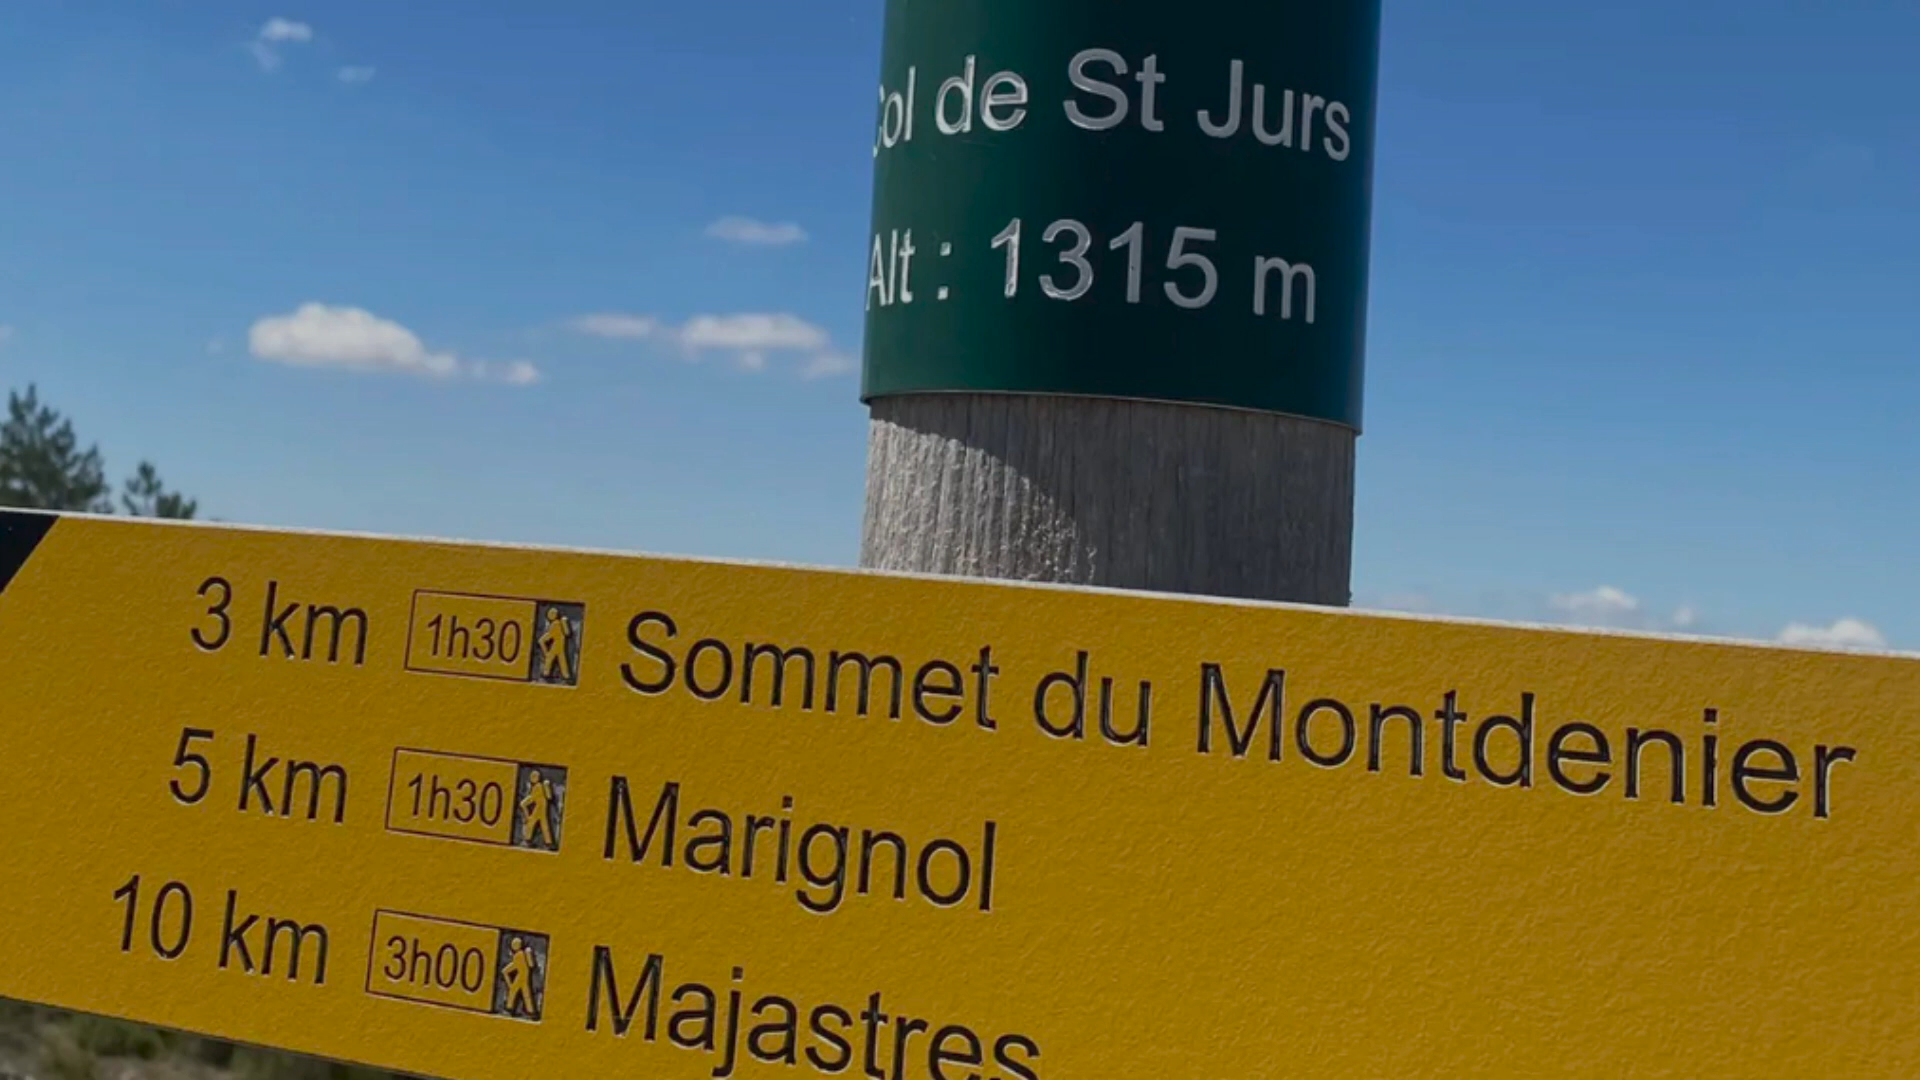 Col de St Jurs
Alt : 1315 m
3 km 1h30 Sommet du Montdenier
5 km 1h30 Marignol
10 km 3h00 Majastres